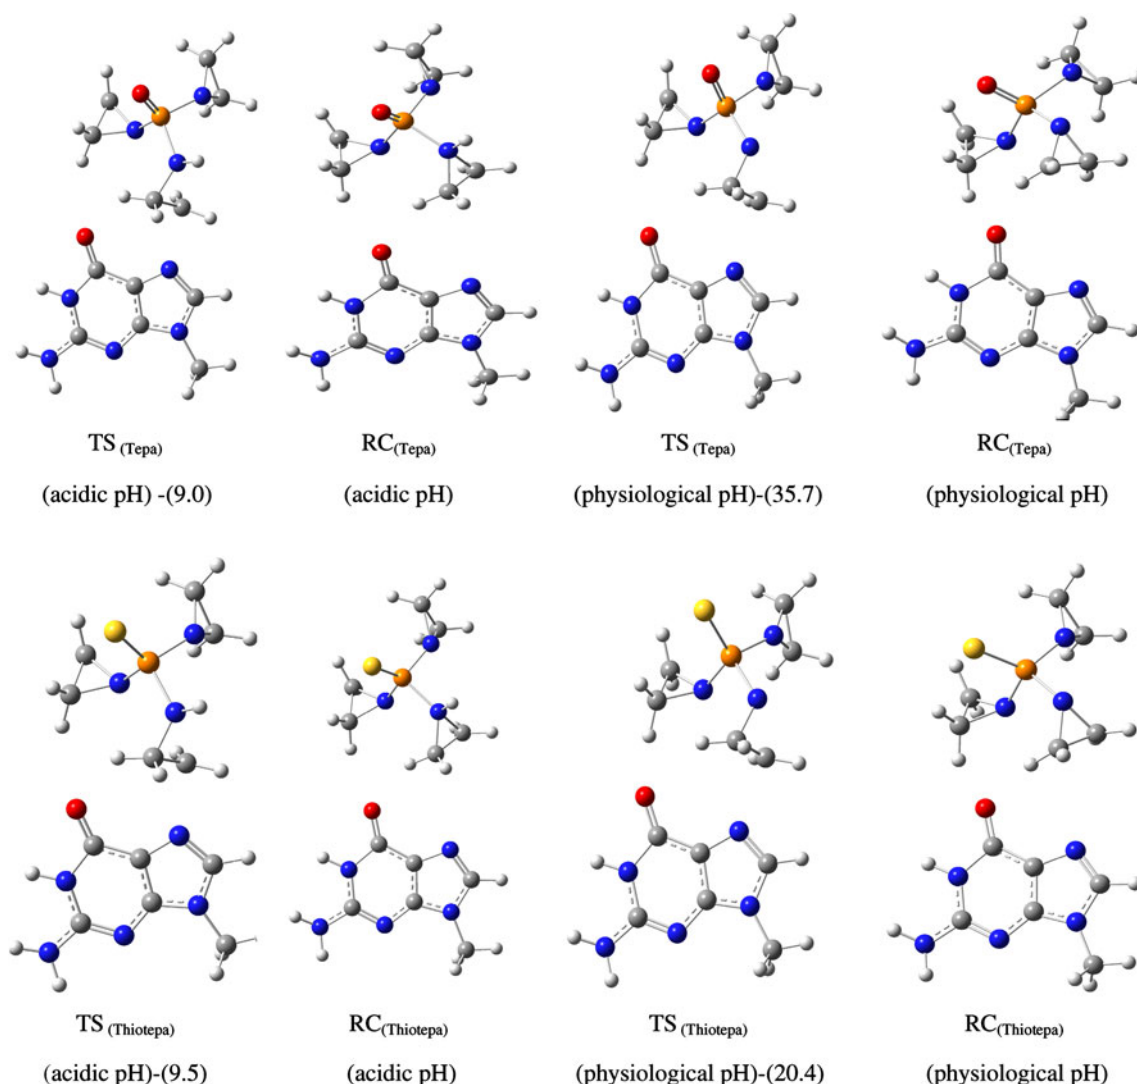 TS (Tepa) RC(Tepa) TS (Tepa) RC(Tepa)
(acidic pH) -(9.0) (acidic pH) (physiological pH)-(35.7) (physiological pH)
TS (Thiotepa) RC(Thiotepa) TS (Thiotepa) RC(Thiotepa)
(acidic pH)-(9.5) (acidic pH) (physiological pH)-(20.4) (physiological pH)